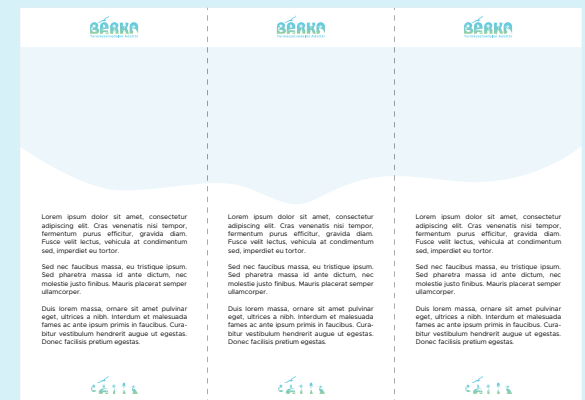 BERKA
BERKA
BERKA
Lorem ipsum dolor sit amet, consectetur
adipiscing elit. Cras venenatis nisi tempor,
fermentum purus efficitur, gravida diam.
Fusce velit lectus, vehicula at condimentum
sed, imperdiet eu tortor.
Sed nec faucibus massa, eu tristique ipsum.
Sed pharetra massa id ante dictum, nec
molestie justo finibus. Mauris placerat semper
ullamcorper.
Duis lorem massa, ornare sit amet pulvinar
eget, ultrices a nibh. Interdum et malesuada
fames ac ante ipsum primis in faucibus. Cura-
bitur vestibulum hendrerit augue ut egestas.
Donec facilisis pretium egestas.
Lorem ipsum dolor sit amet, consectetur
adipiscing elit. Cras venenatis nisi tempor,
fermentum purus efficitur, gravida diam.
Fusce velit lectus, vehicula at condimentum
sed, imperdiet eu tortor.
Sed nec faucibus massa, eu tristique ipsum.
Sed pharetra massa id ante dictum, nec
molestie justo finibus. Mauris placerat semper
ullamcorper.
Duis lorem massa, ornare sit amet pulvinar
eget, ultrices a nibh. Interdum et malesuada
fames ac ante ipsum primis in faucibus. Cura-
bitur vestibulum hendrerit augue ut egestas.
Donec facilisis pretium egestas.
Lorem ipsum dolor sit amet, consectetur
adipiscing elit. Cras venenatis nisi tempor,
fermentum purus efficitur, gravida diam.
Fusce velit lectus, vehicula at condimentum
sed, imperdiet eu tortor.
Sed nec faucibus massa, eu tristique ipsum.
Sed pharetra massa id ante dictum, nec
molestie justo finibus. Mauris placerat semper
ullamcorper.
Duis lorem massa, ornare sit amet pulvinar
eget, ultrices a nibh. Interdum et malesuada
fames ac ante ipsum primis in faucibus. Cura-
bitur vestibulum hendrerit augue ut egestas.
Donec facilisis pretium egestas.